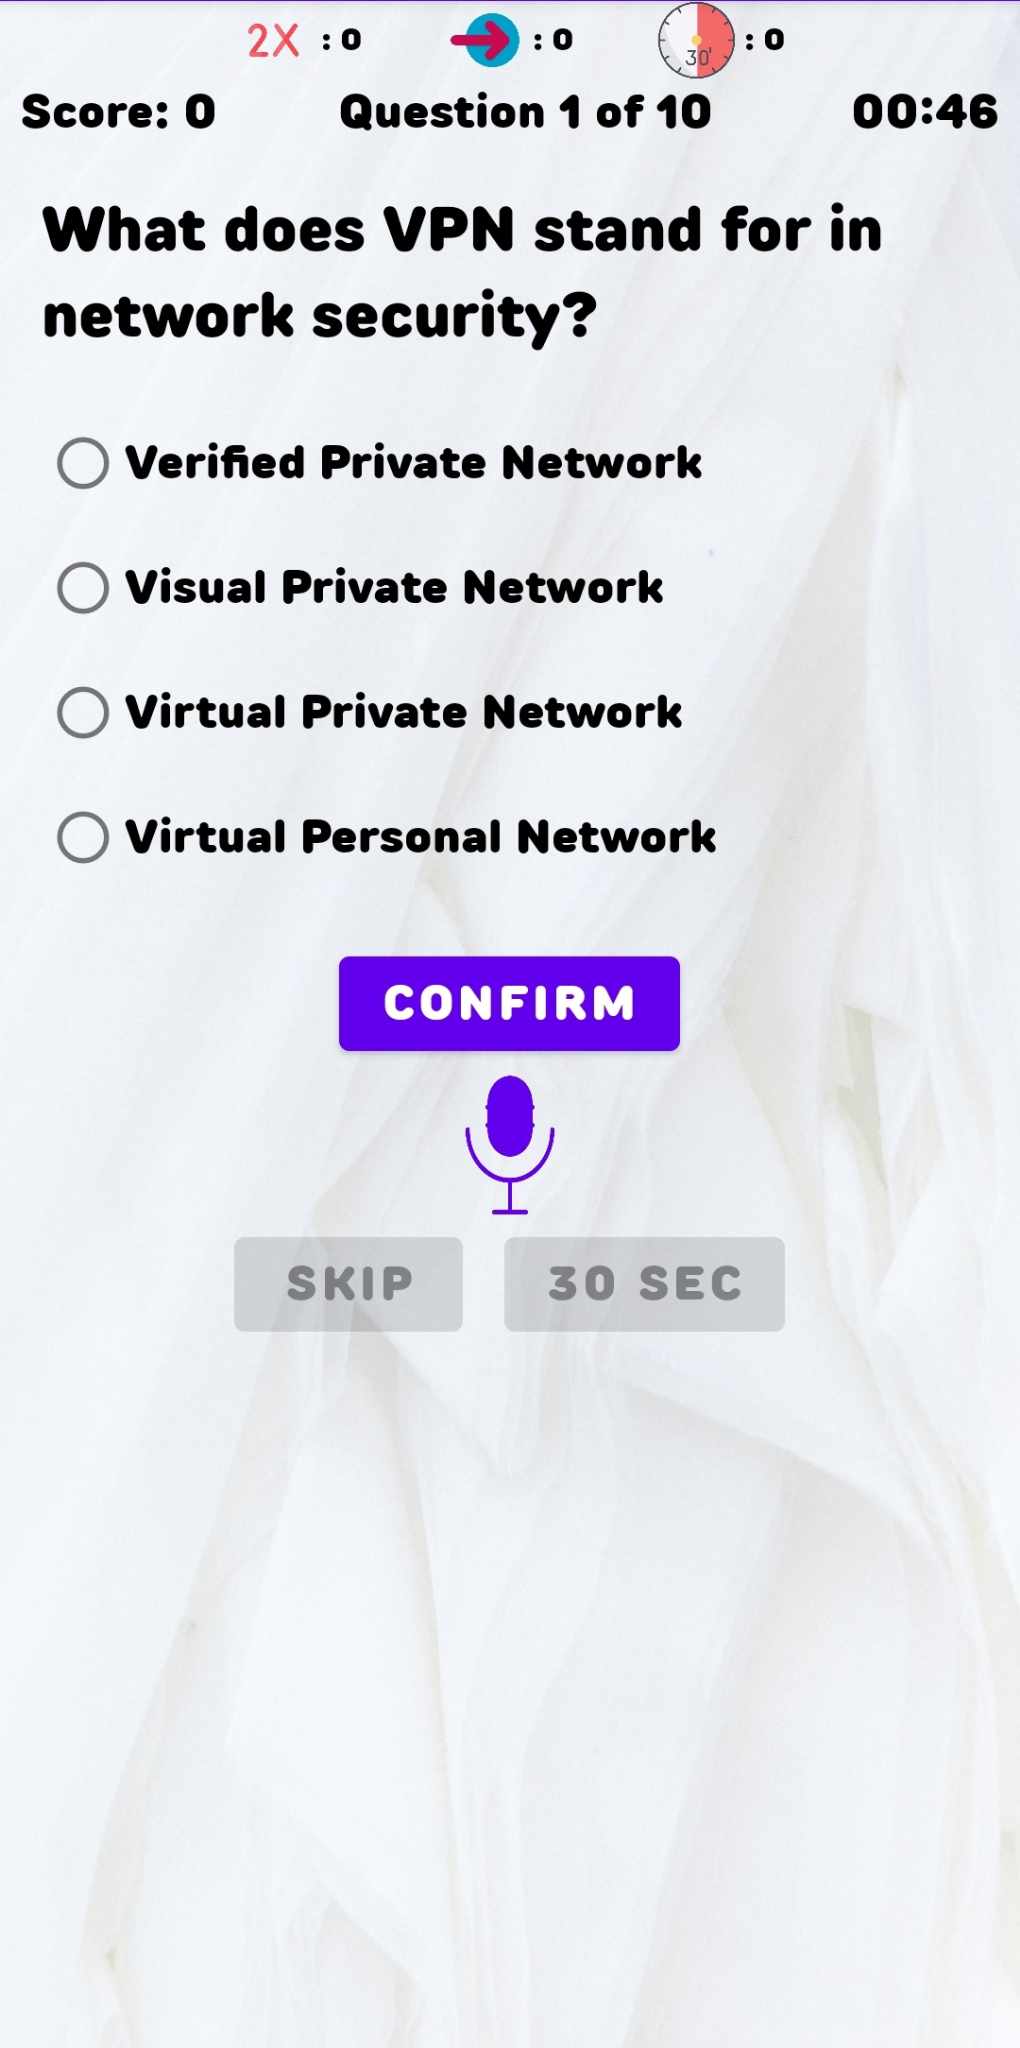 2X : 0 : 0 30' : 0
Score: 0 Question 1 of 10 00:46
What does VPN stand for in
network security?
Verified Private Network
Visual Private Network
Virtual Private Network
Virtual Personal Network
CONFIRM
SKIP 30 SEC